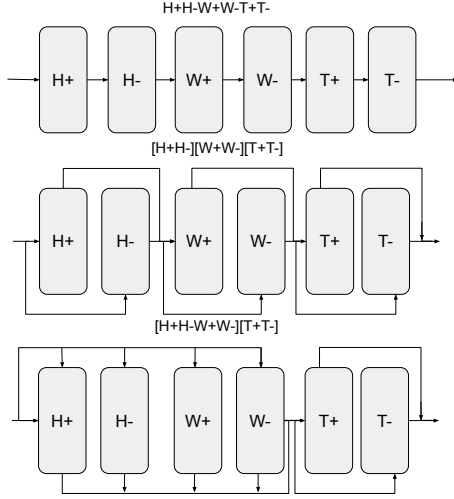 H+H-W+W-T+T-
H+ H- W+ W- T+ T-
[H+H-][W+W-][T+T-]
H+ H- W+ W- T+ T-
[H+H-W+W-][T+T-]
H+ H- W+ W- T+ T-